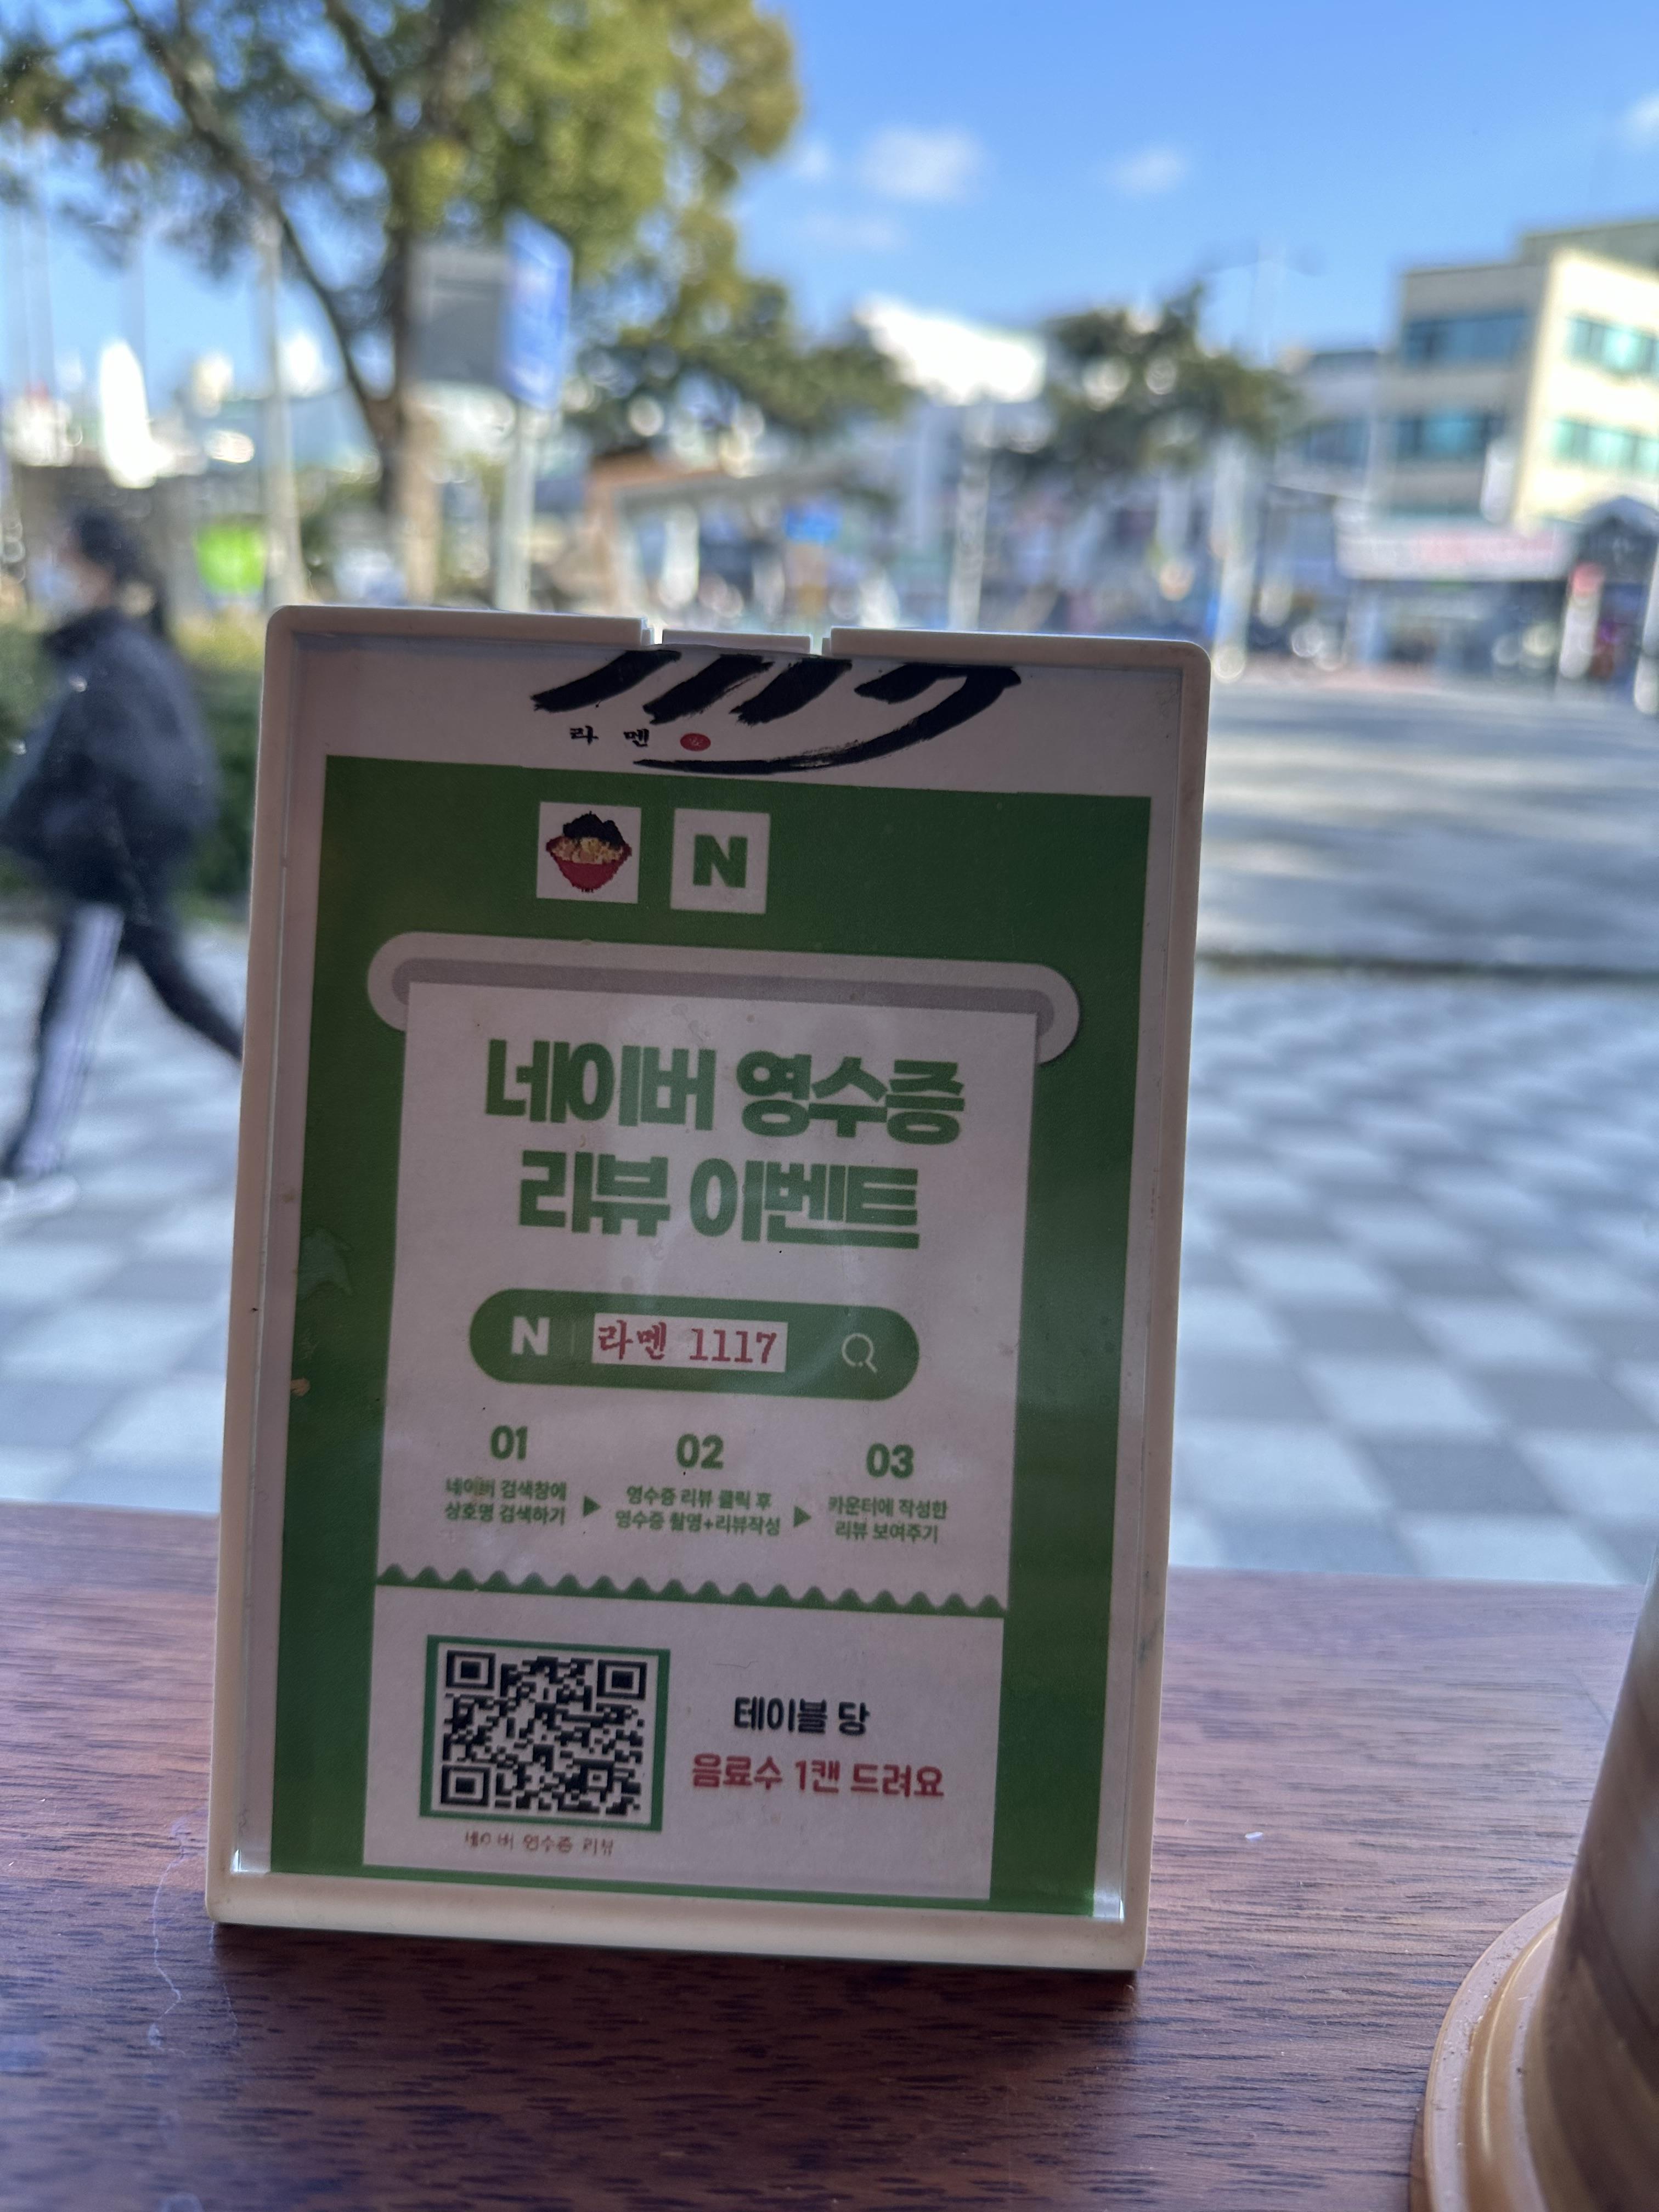 1117
라멘
N
네이버 영수증
리뷰 이벤트
N 라멘 1117
01
네이버 검색창에
상호명 검색하기
02
영수증 리뷰 클릭 후
영수증 촬영+리뷰작성
03
카운터에 작성한
리뷰 보여주기
테이블 당
음료수 1캔 드려요
네이버 영수증 리뷰